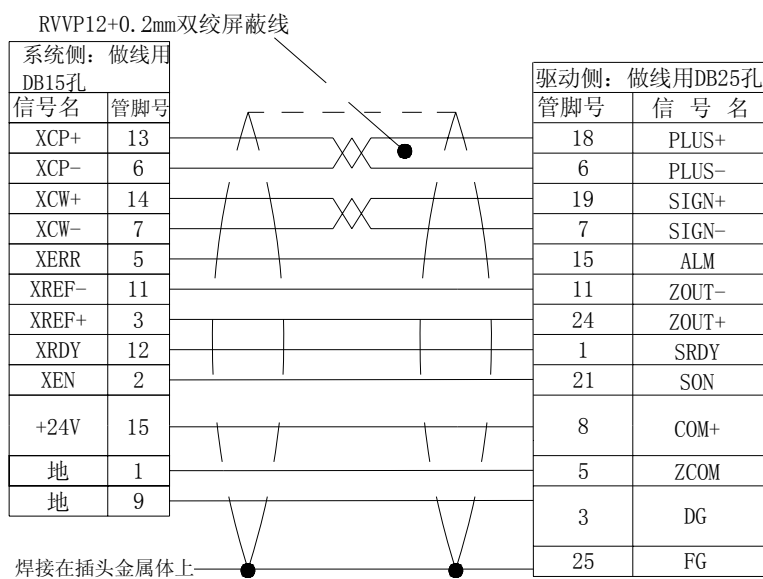 RVVP12+0.2mm双绞屏蔽线
系统侧：做线用
DB15孔
驱动侧：做线用DB25孔
信号名 管脚号 管脚号 信 号 名
XCP+ 13 18 PLUS+
XCP- 6 6 PLUS-
XCW+ 14 19 SIGN+
XCW- 7 7 SIGN-
XERR 5 15 ALM
XREF- 11 11 ZOUT-
XREF+ 3 24 ZOUT+
XRDY 12 1 SRDY
XEN 2 21 SON
+24V 15 8 COM+
地 1 5 ZCOM
地 9 3 DG
25 FG
焊接在插头金属体上